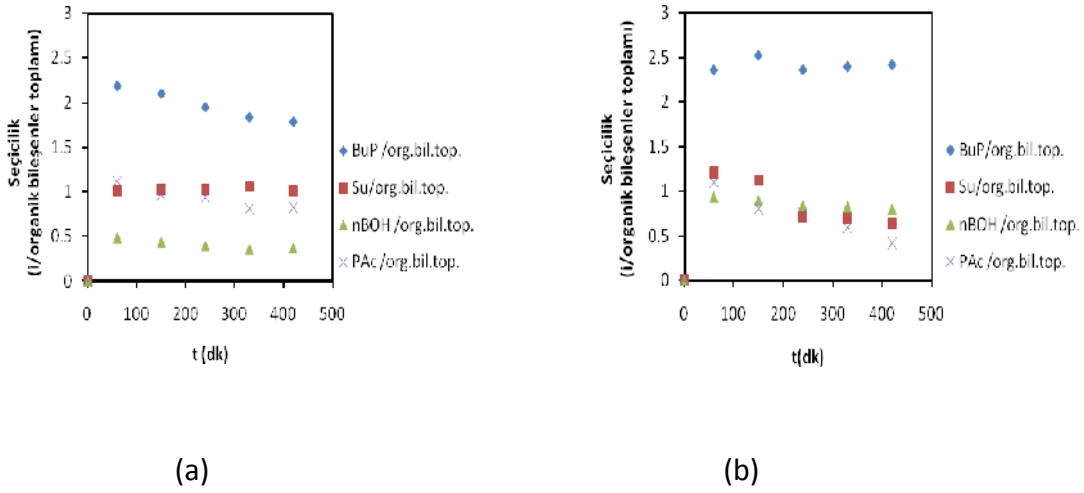 3
2.5
2
1.5
1
0.5
0
0 100 200 300 400 500
Seçicilik
(i/organik bileşenler toplamı)
t (dk)
BuP /org.bil.top.
Su/org.bil.top.
nBOH /org.bil.top.
PAc /org.bil.top.
(a)
3
2.5
2
1.5
1
0.5
0
0 100 200 300 400 500
Seçicilik
(i/organik bileşenler toplamı)
t(dk)
BuP/org.bil.top.
Su/org.bil.top.
nBOH /org.bil.top.
PAc /org.bil.top.
(b)